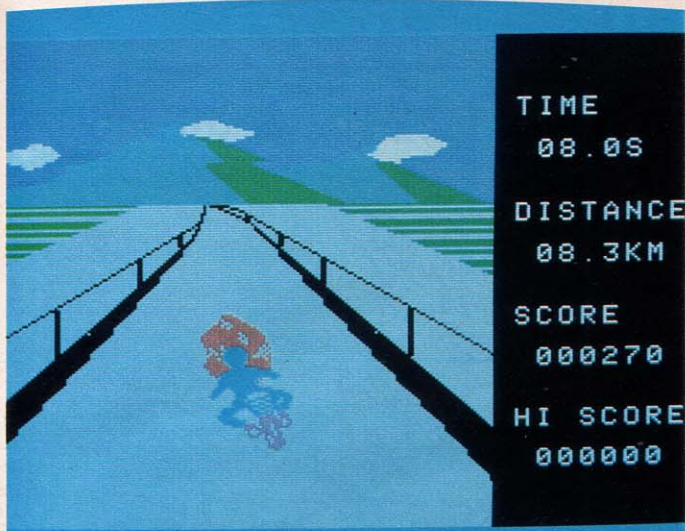 TIME
08.0S
DISTANCE
08.3KM
SCORE
000270
HI SCORE
000000